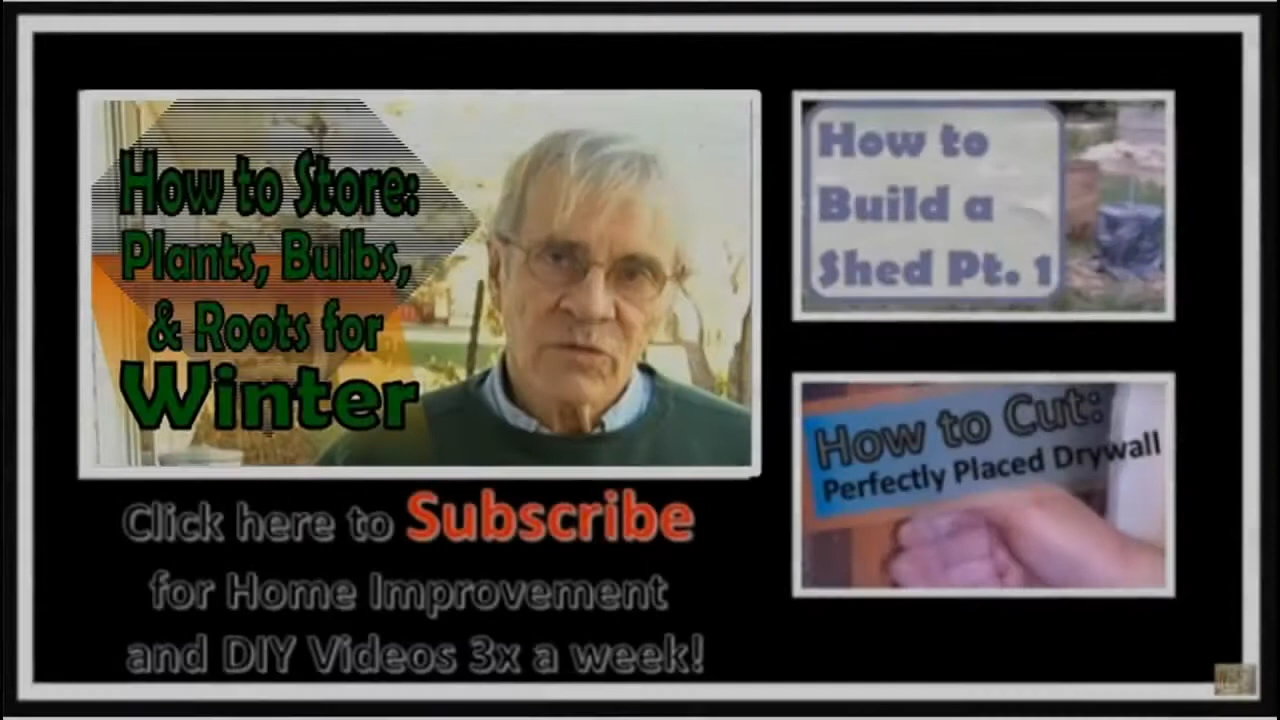 How to Store:
Plants, Bulbs,
& Roots for
Winter
How to
Build a
Shed Pt. 1
How to Cut:
Perfectly Placed Drywall
Click here to Subscribe
for Home Improvement
and DIY Videos 3x a week!